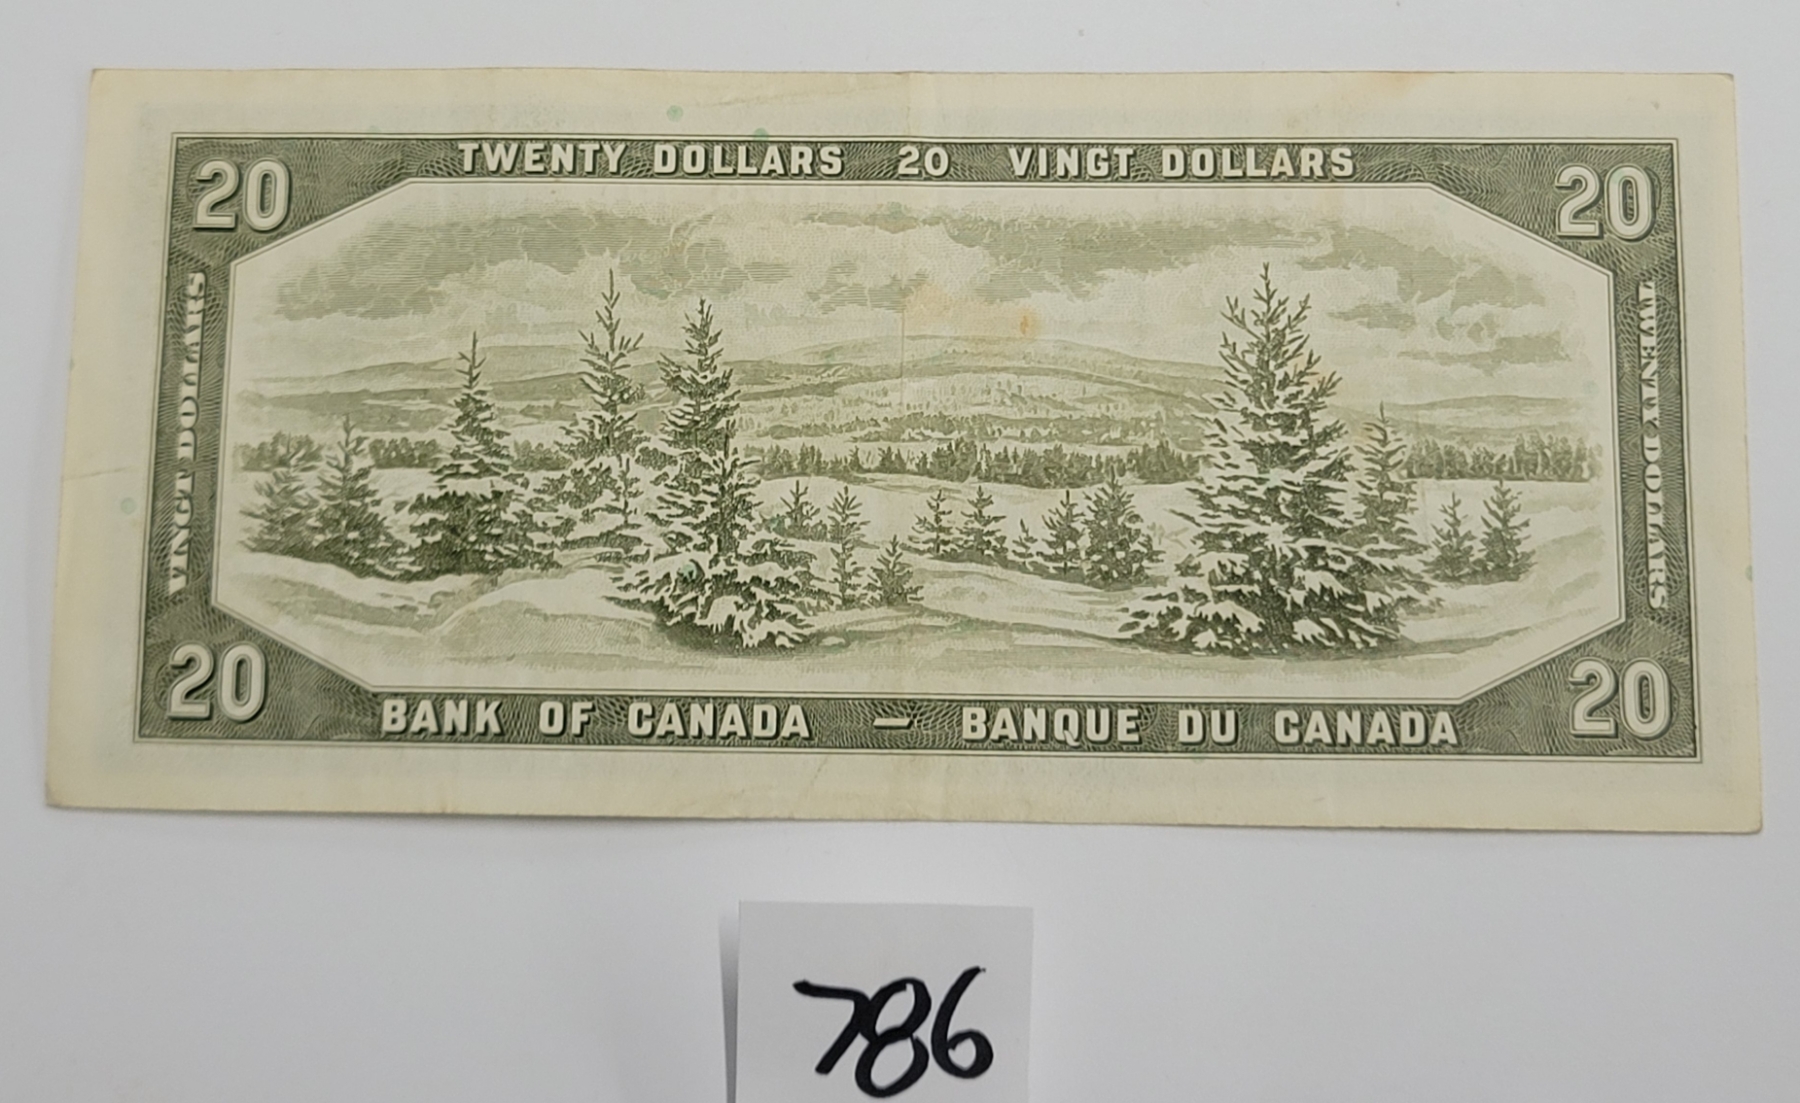 TWENTY DOLLARS 20 VINGT DOLLARS
20
20
VINGT DOLLARS
TWENTY DOLLARS
20
20
BANK OF CANADA — BANQUE DU CANADA
786